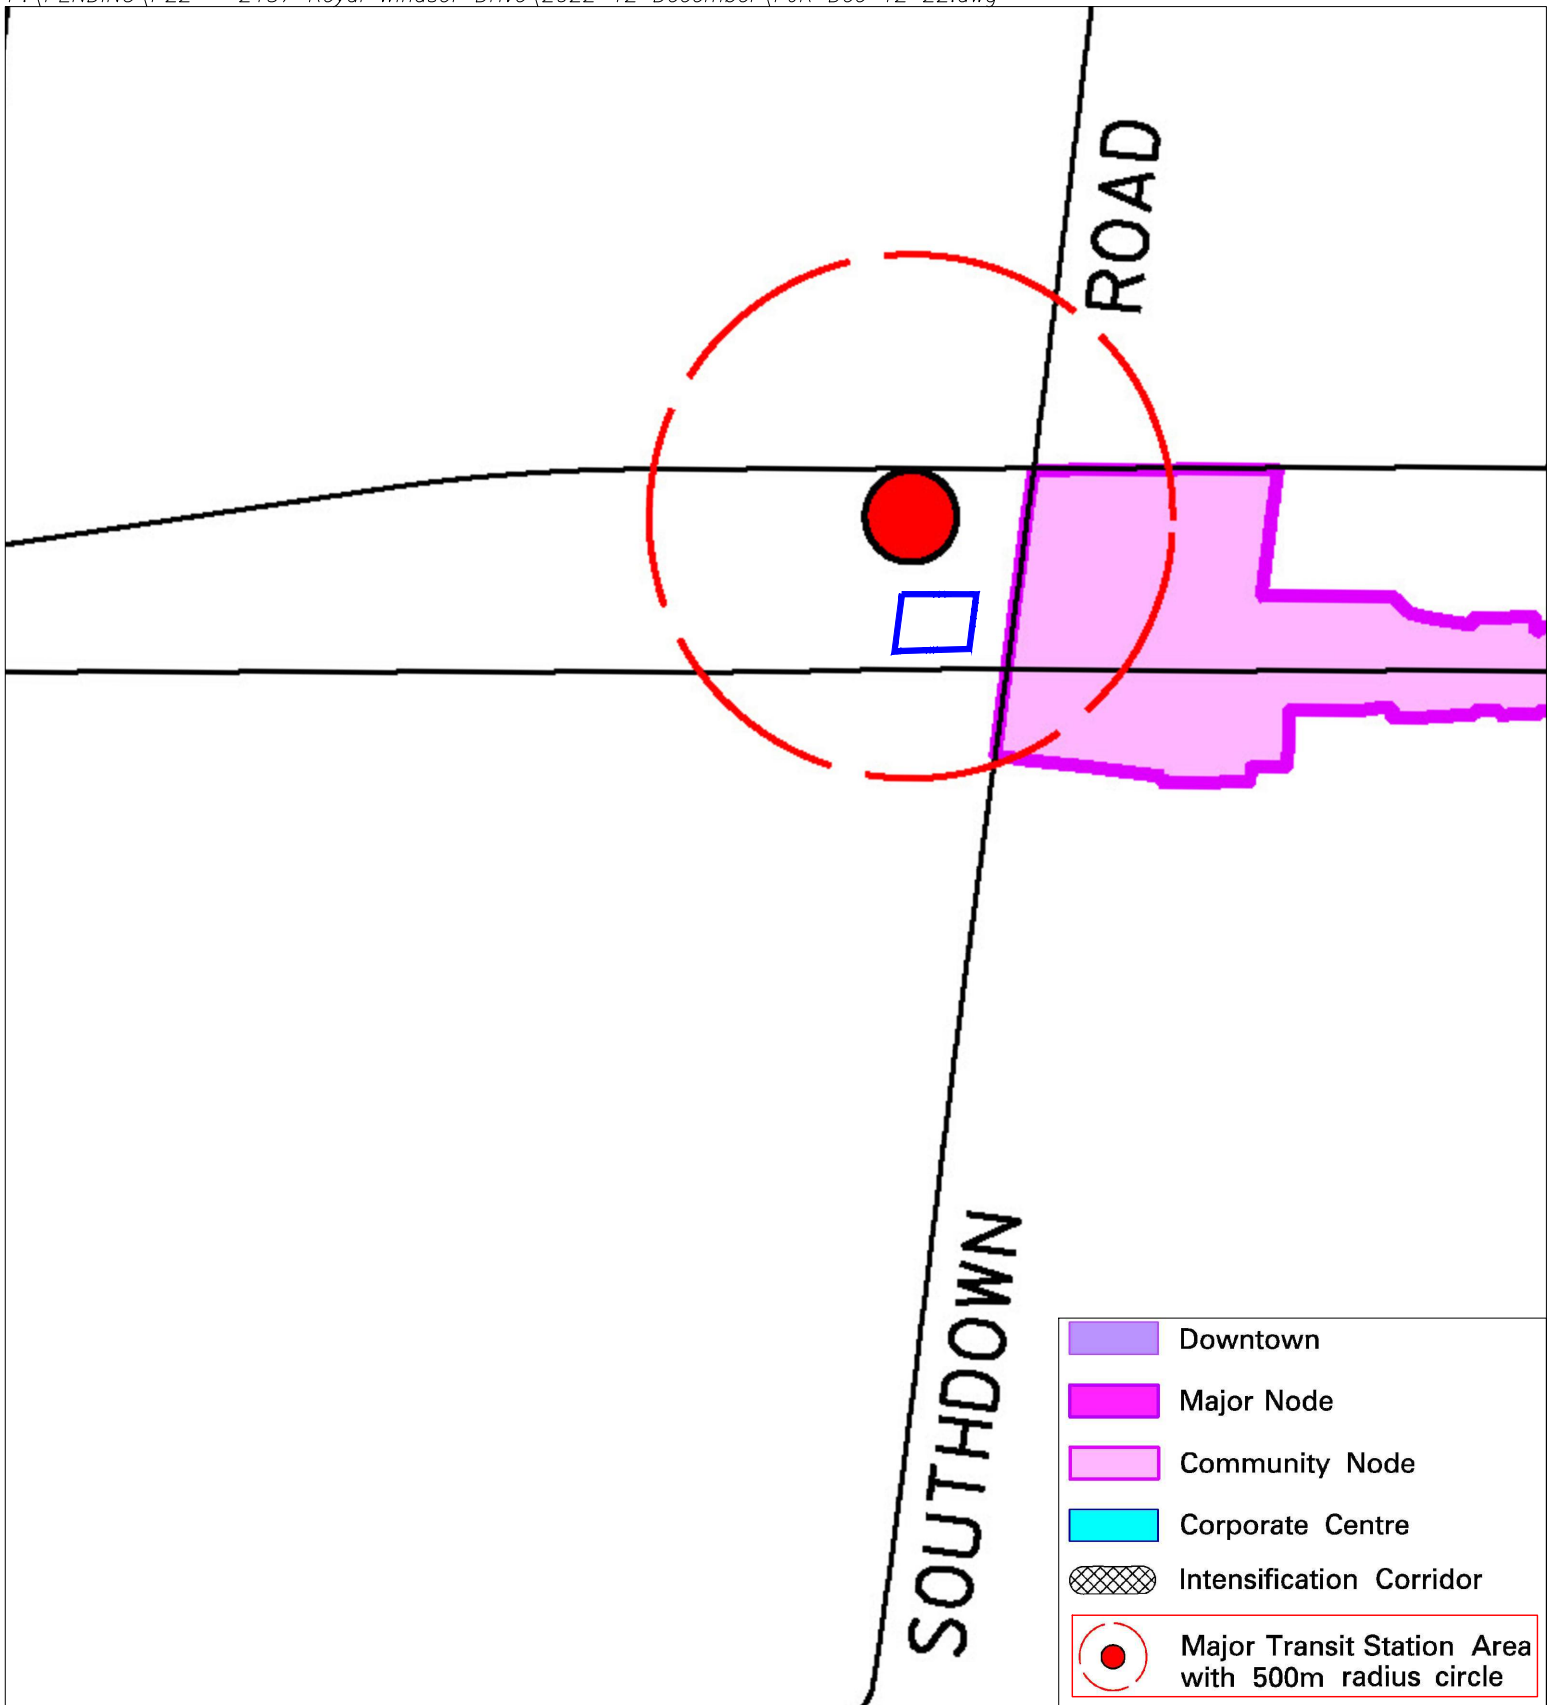 ROAD
SOUTHDOWN
Downtown
Major Node
Community Node
Corporate Centre
Intensification Corridor
Major Transit Station Area
with 500m radius circle